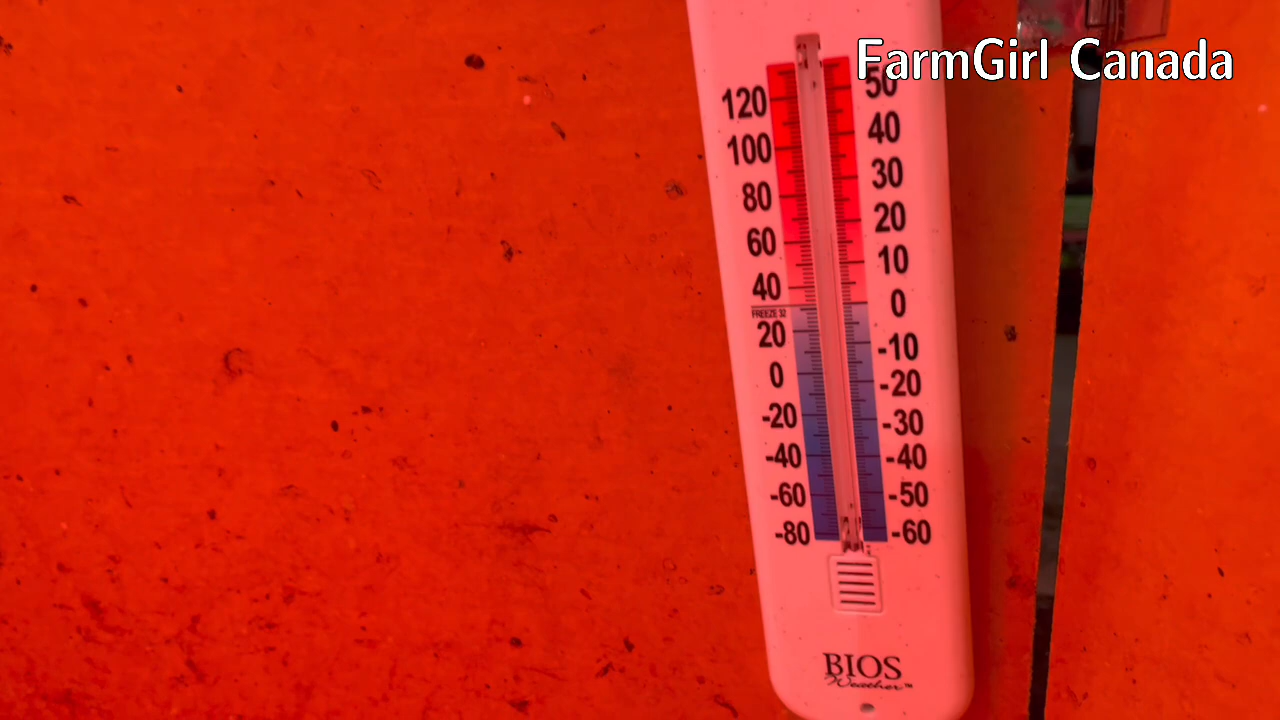 FarmGirl Canada
120 50
100 40
80 30
60 20
40 10
FREEZE 32 0
20 -10
0 -20
-20 -30
-40 -40
-60 -50
-80 -60
BIOS
Weather™